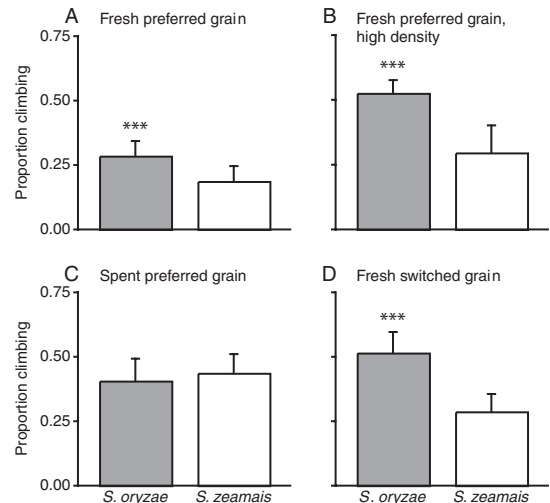 A Fresh preferred grain
B Fresh preferred grain,
high density
Proportion climbing
0.75
0.50
0.25
0.00
***
***
C Spent preferred grain
D Fresh switched grain
Proportion climbing
0.75
0.50
0.25
0.00
***
S. oryzae S. zeamais
S. oryzae S. zeamais